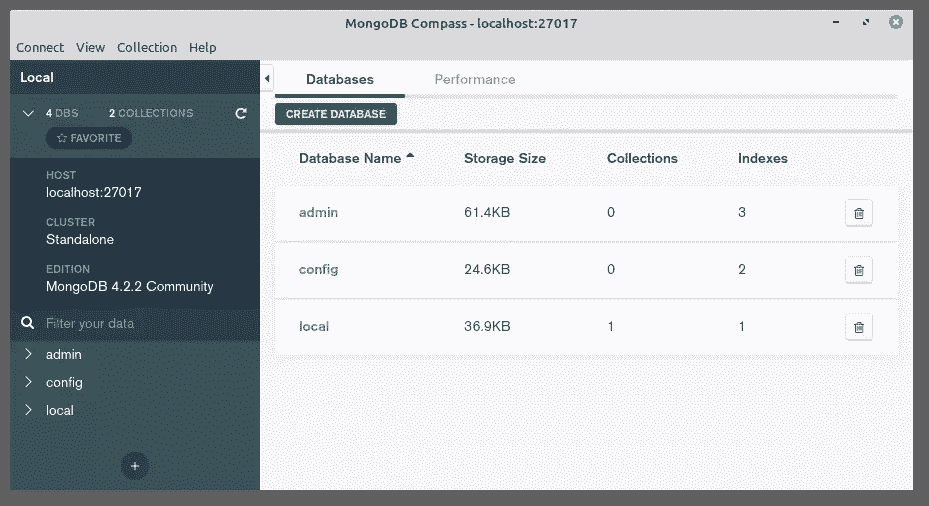 MongoDB Compass - localhost:27017
Connect View Collection Help
Local
4 DBS 2 COLLECTIONS
FAVORITE
HOST
localhost:27017
CLUSTER
Standalone
EDITION
MongoDB 4.2.2 Community
Filter your data
admin
config
local
+
Databases Performance
CREATE DATABASE
Database Name Storage Size Collections Indexes
admin 61.4KB 0 3
config 24.6KB 0 2
local 36.9KB 1 1